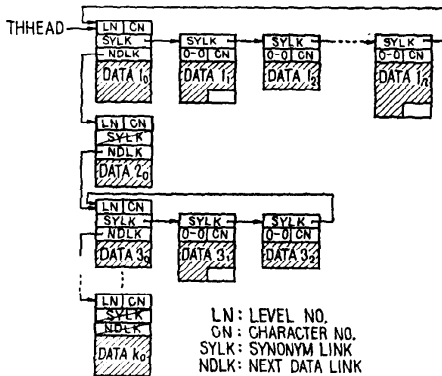 THHEAD
LN CN
SYLK
NDLK
DATA 1₀
SYLK
0-0 CN
DATA 1₁
SYLK
0-0 CN
DATA 1₂
SYLK
0-0 CN
DATA 1ₙ
LN CN
SYLK
NDLK
DATA 2₀
LN CN
SYLK
NDLK
DATA 3₀
SYLK
0-0 CN
DATA 3₁
SYLK
0-0 CN
DATA 3₂
LN CN
SYLK
NDLK
DATA k₀
LN: LEVEL NO.
CN: CHARACTER NO.
SYLK: SYNONYM LINK
NDLK: NEXT DATA LINK